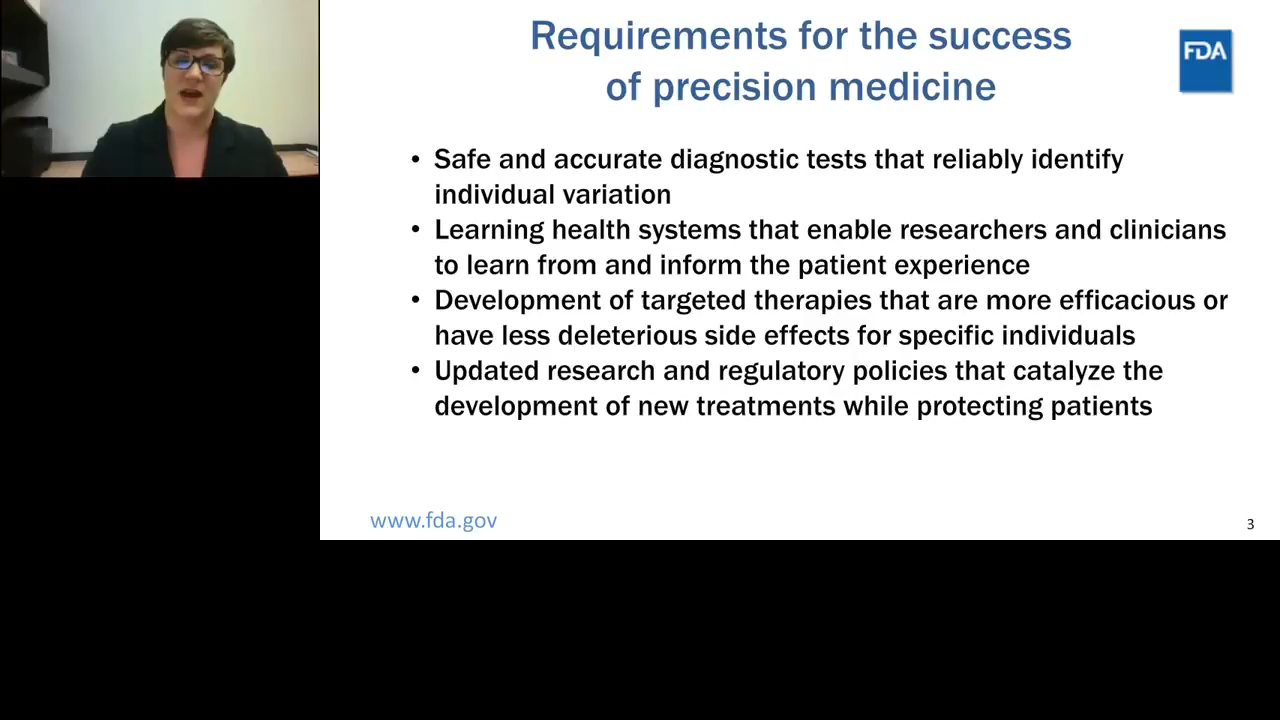 Requirements for the success
of precision medicine
FDA
• Safe and accurate diagnostic tests that reliably identify
individual variation
• Learning health systems that enable researchers and clinicians
to learn from and inform the patient experience
• Development of targeted therapies that are more efficacious or
have less deleterious side effects for specific individuals
• Updated research and regulatory policies that catalyze the
development of new treatments while protecting patients
www.fda.gov
3